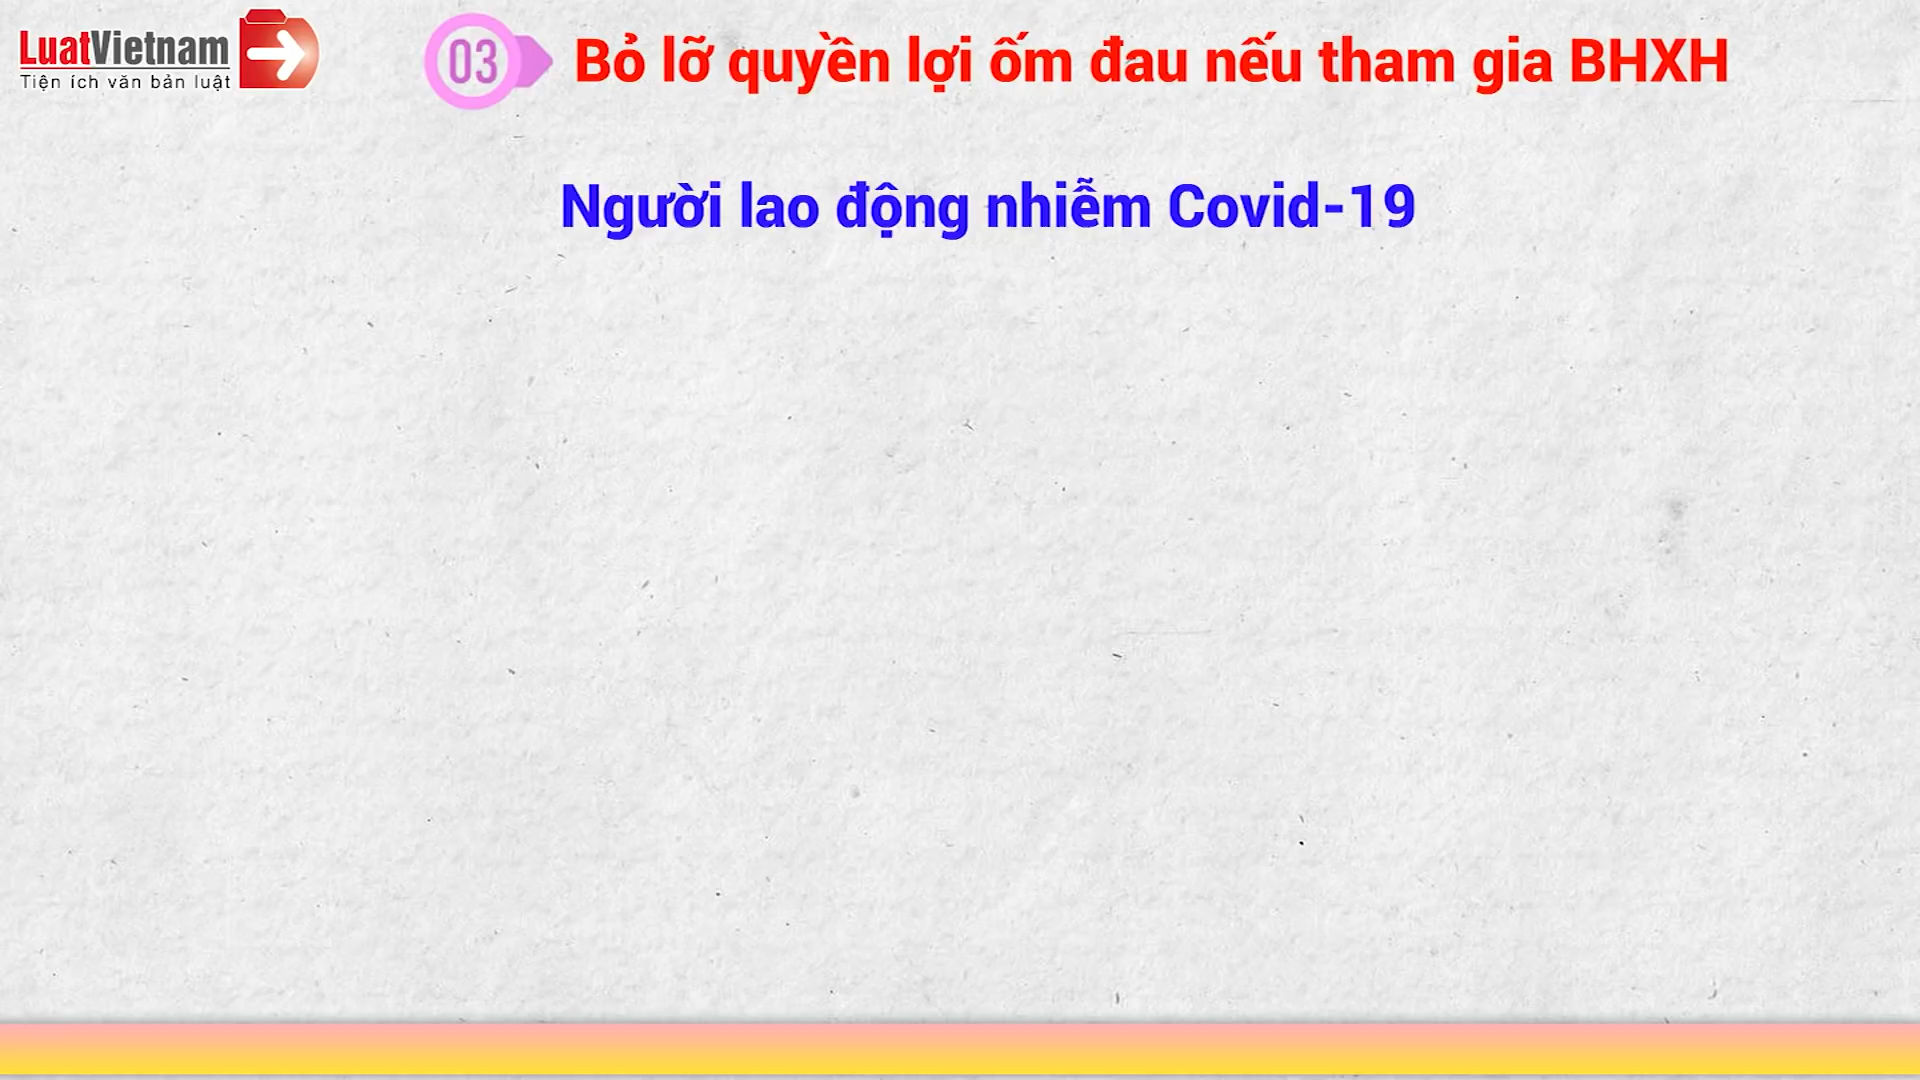 LuatVietnam
Tiện ích văn bản luật
03
Bỏ lỡ quyền lợi ốm đau nếu tham gia BHXH
Người lao động nhiễm Covid-19